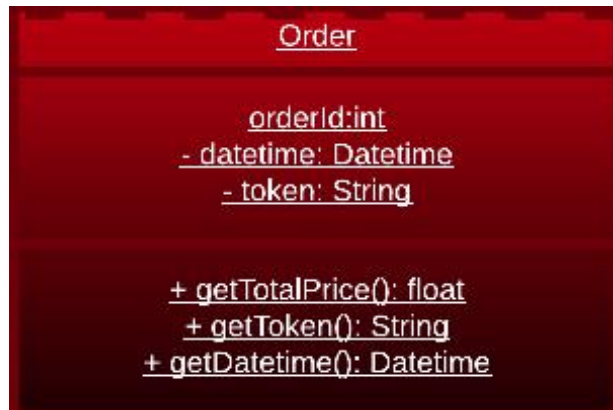 Order
orderId:int
- datetime: Datetime
- token: String
+ getTotalPrice(): float
+ getToken(): String
+ getDatetime(): Datetime